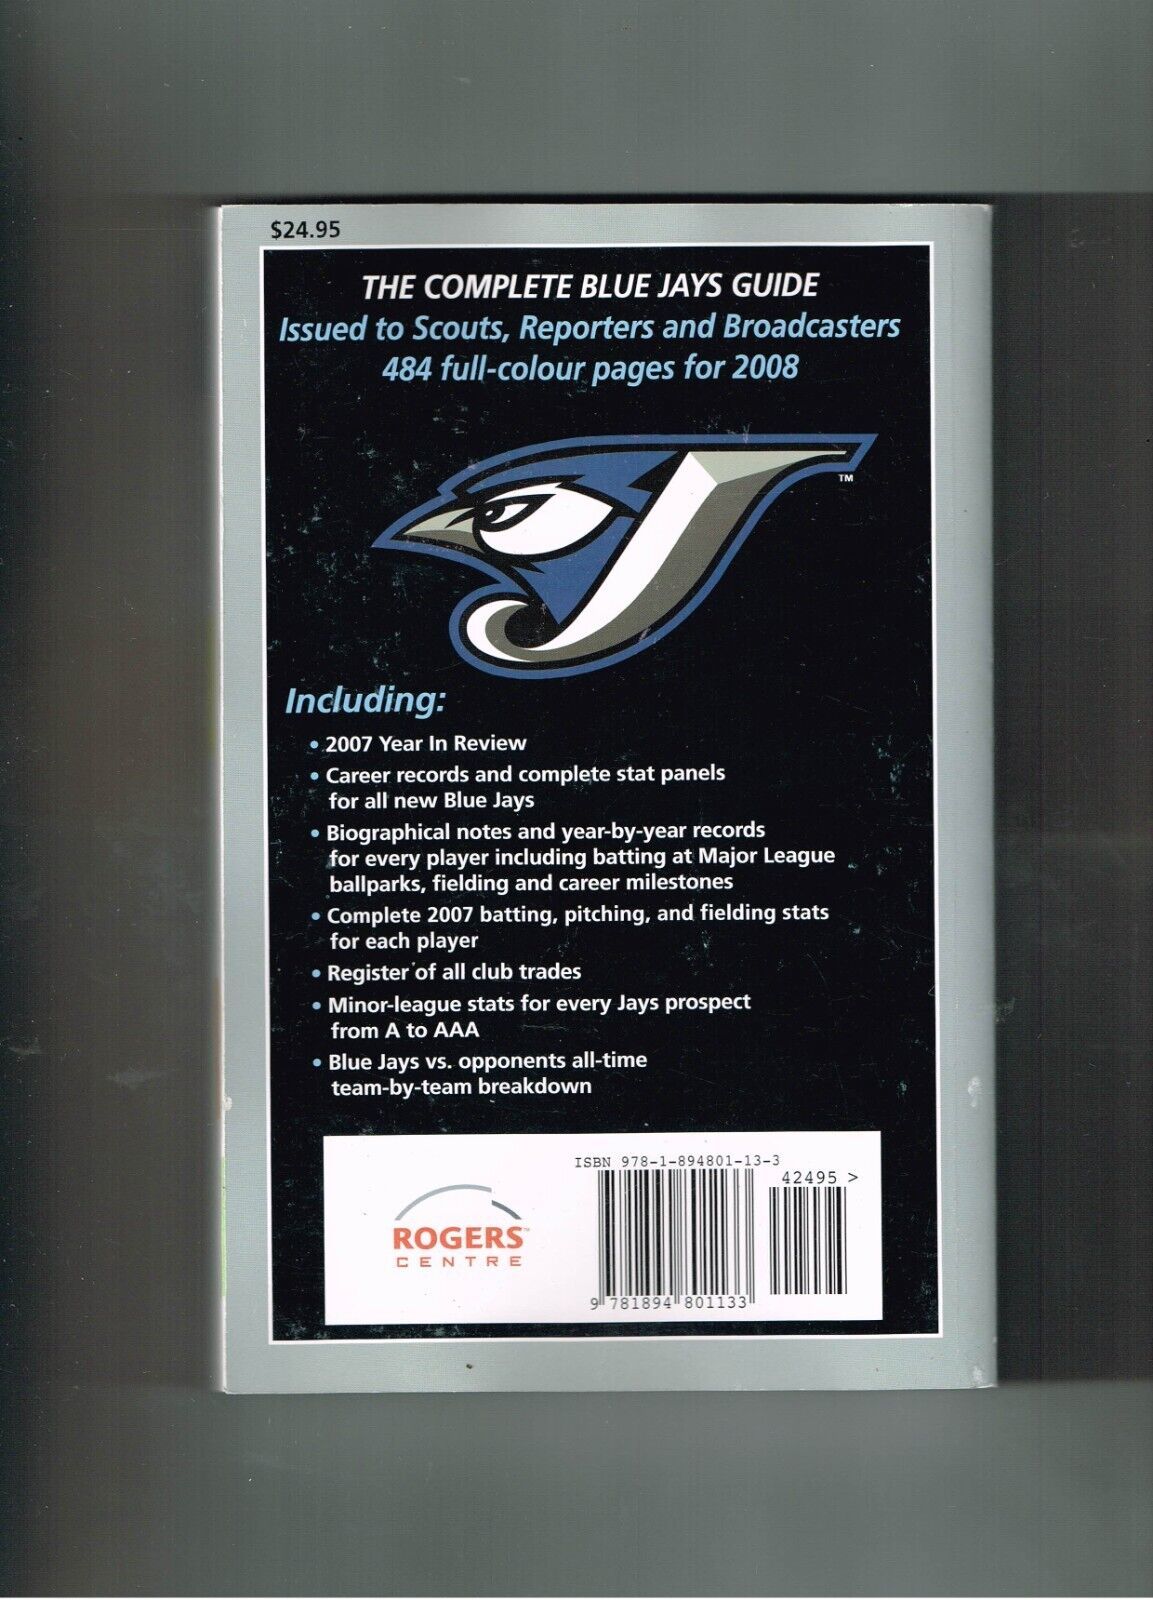 $24.95
THE COMPLETE BLUE JAYS GUIDE
Issued to Scouts, Reporters and Broadcasters
484 full-colour pages for 2008
TM
Including:
• 2007 Year In Review
• Career records and complete stat panels
for all new Blue Jays
• Biographical notes and year-by-year records
for every player including batting at Major League
ballparks, fielding and career milestones
• Complete 2007 batting, pitching, and fielding stats
for each player
• Register of all club trades
• Minor-league stats for every Jays prospect
from A to AAA
• Blue Jays vs. opponents all-time
team-by-team breakdown
ISBN 978-1-894801-13-3
42495 >
ROGERS™
CENTRE
9 781894 801133